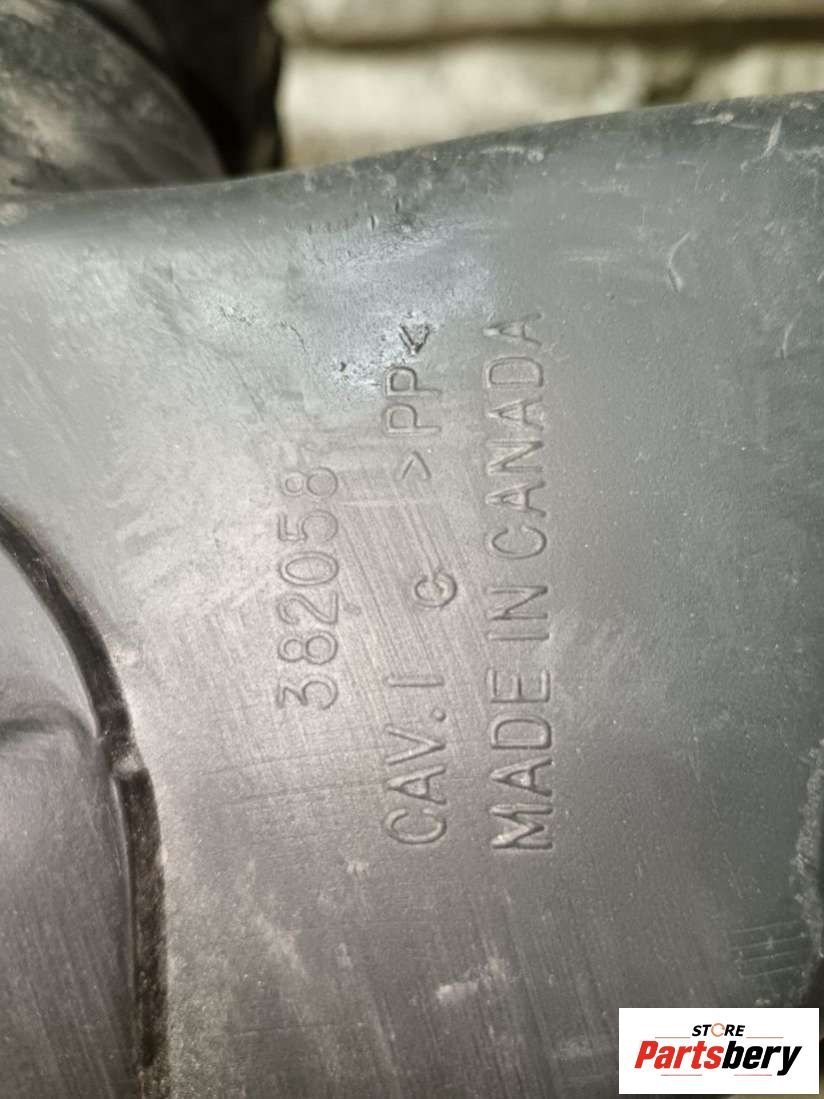 382058
CAV.1 C >PP<
MADE IN CANADA
STORE
Partsbery